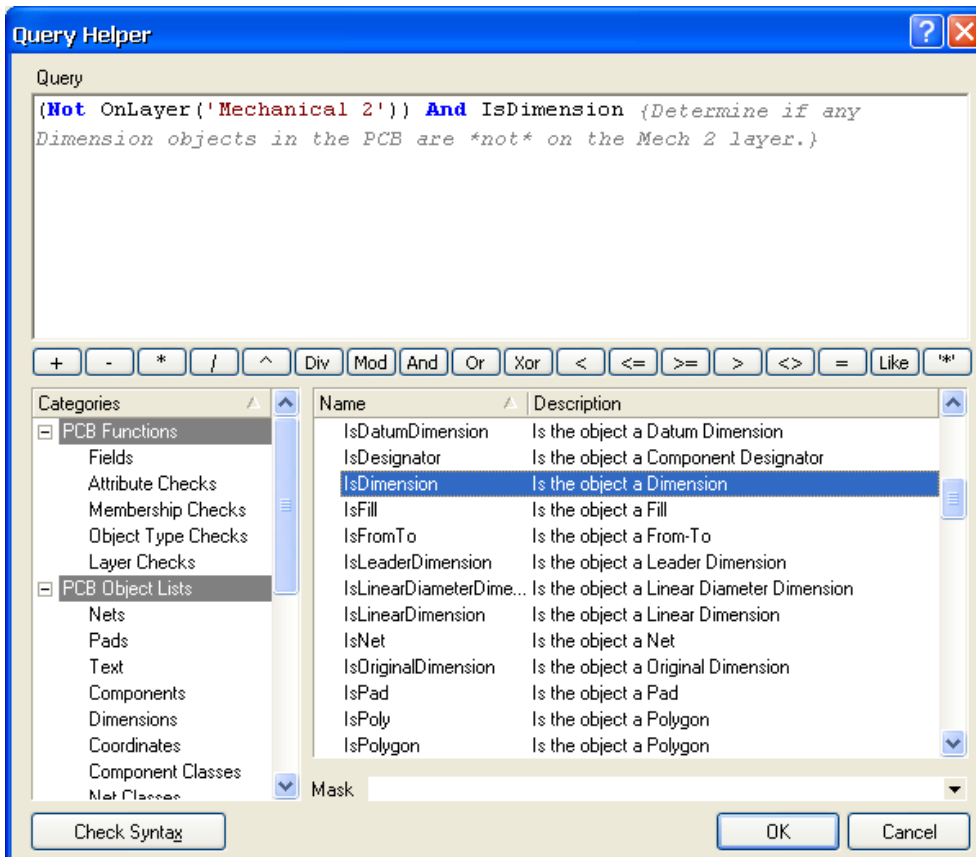 Query Helper
Query
(Not OnLayer('Mechanical 2')) And IsDimension {Determine if any
Dimension objects in the PCB are *not* on the Mech 2 layer.}
+ - * / ^ Div Mod And Or Xor < <= >= > <> = Like '*'
Categories
PCB Functions
Fields
Attribute Checks
Membership Checks
Object Type Checks
Layer Checks
PCB Object Lists
Nets
Pads
Text
Components
Dimensions
Coordinates
Component Classes
Net Classes
Name Description
IsDatumDimension Is the object a Datum Dimension
IsDesignator Is the object a Component Designator
IsDimension Is the object a Dimension
IsFill Is the object a Fill
IsFromTo Is the object a From-To
IsLeaderDimension Is the object a Leader Dimension
IsLinearDiameterDime... Is the object a Linear Diameter Dimension
IsLinearDimension Is the object a Linear Dimension
IsNet Is the object a Net
IsOriginalDimension Is the object a Original Dimension
IsPad Is the object a Pad
IsPoly Is the object a Polygon
IsPolygon Is the object a Polygon
Mask
Check Syntax OK Cancel